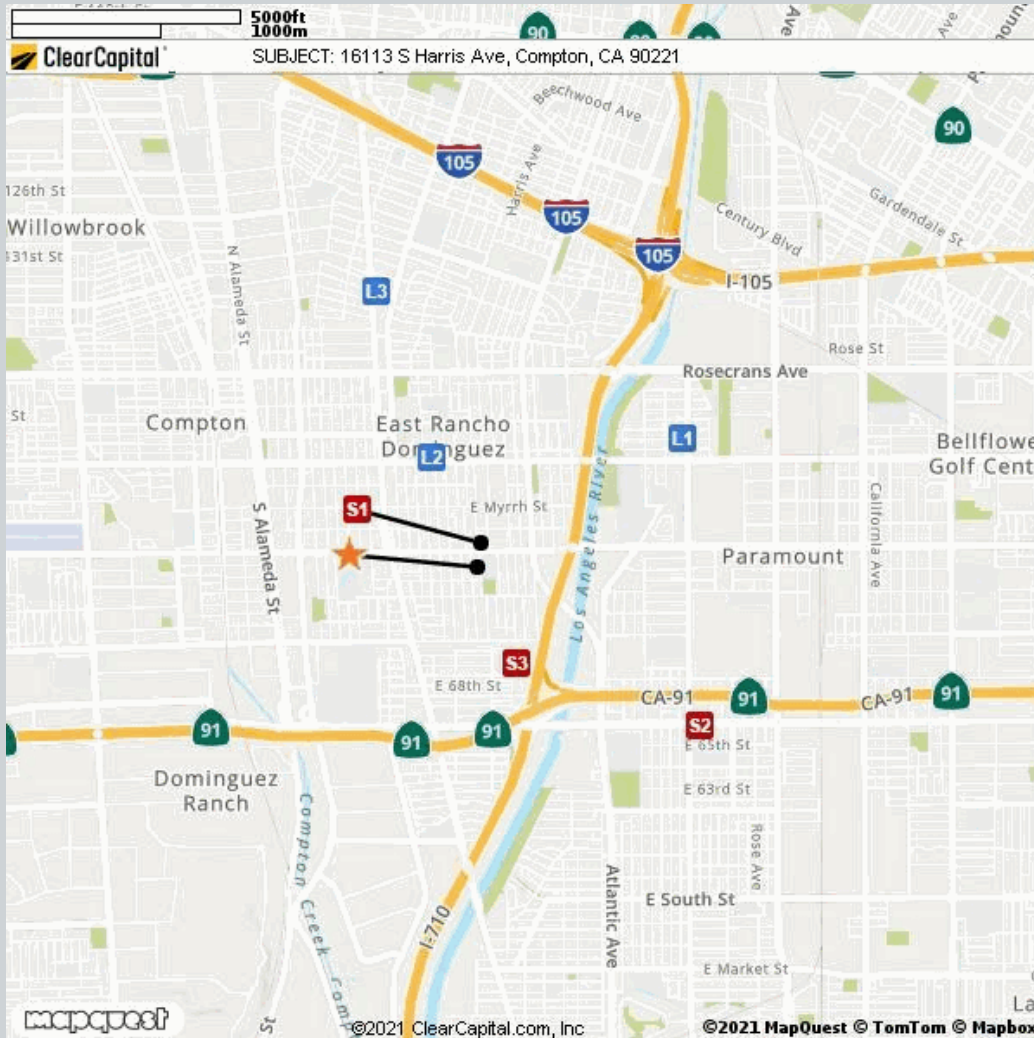 5000ft
1000m
ClearCapital
SUBJECT: 16113 S Harris Ave, Compton, CA 90221
90
Ave
Beechwood Ave
90
105
Harris Ave
126th St
105
Gardendale St
Century Blvd
Willowbrook
131st St
N Alameda St
105
I-105
L3
Rose St
Rosecrans Ave
St
Compton
East Rancho
Dominguez
L2
L1
Bellflowe
Golf Cent
S1
E Myrrh St
S Alameda St
Los Angeles River
California Ave
Paramount
S3
E 68th St
CA-91
91
CA-91
91
91
91
91
S2
E 65th St
Dominguez
Ranch
E 63rd St
Compton Creek
Rose Ave
Atlantic Ave
E South St
I-710
E Market St
La
mapquest
©2021 ClearCapital.com, Inc
©2021 MapQuest © TomTom © Mapbox